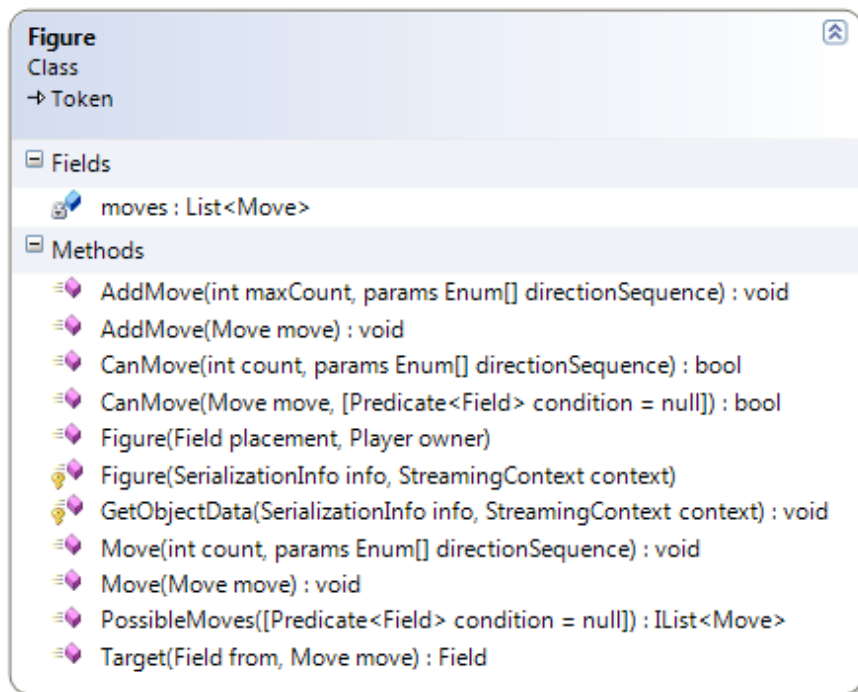 Figure
Class
Token
Fields
moves : List<Move>
Methods
AddMove(int maxCount, params Enum[] directionSequence) : void
AddMove(Move move) : void
CanMove(int count, params Enum[] directionSequence) : bool
CanMove(Move move, [Predicate<Field> condition = null]) : bool
Figure(Field placement, Player owner)
Figure(SerializationInfo info, StreamingContext context)
GetObjectData(SerializationInfo info, StreamingContext context) : void
Move(int count, params Enum[] directionSequence) : void
Move(Move move) : void
PossibleMoves([Predicate<Field> condition = null]) : IList<Move>
Target(Field from, Move move) : Field